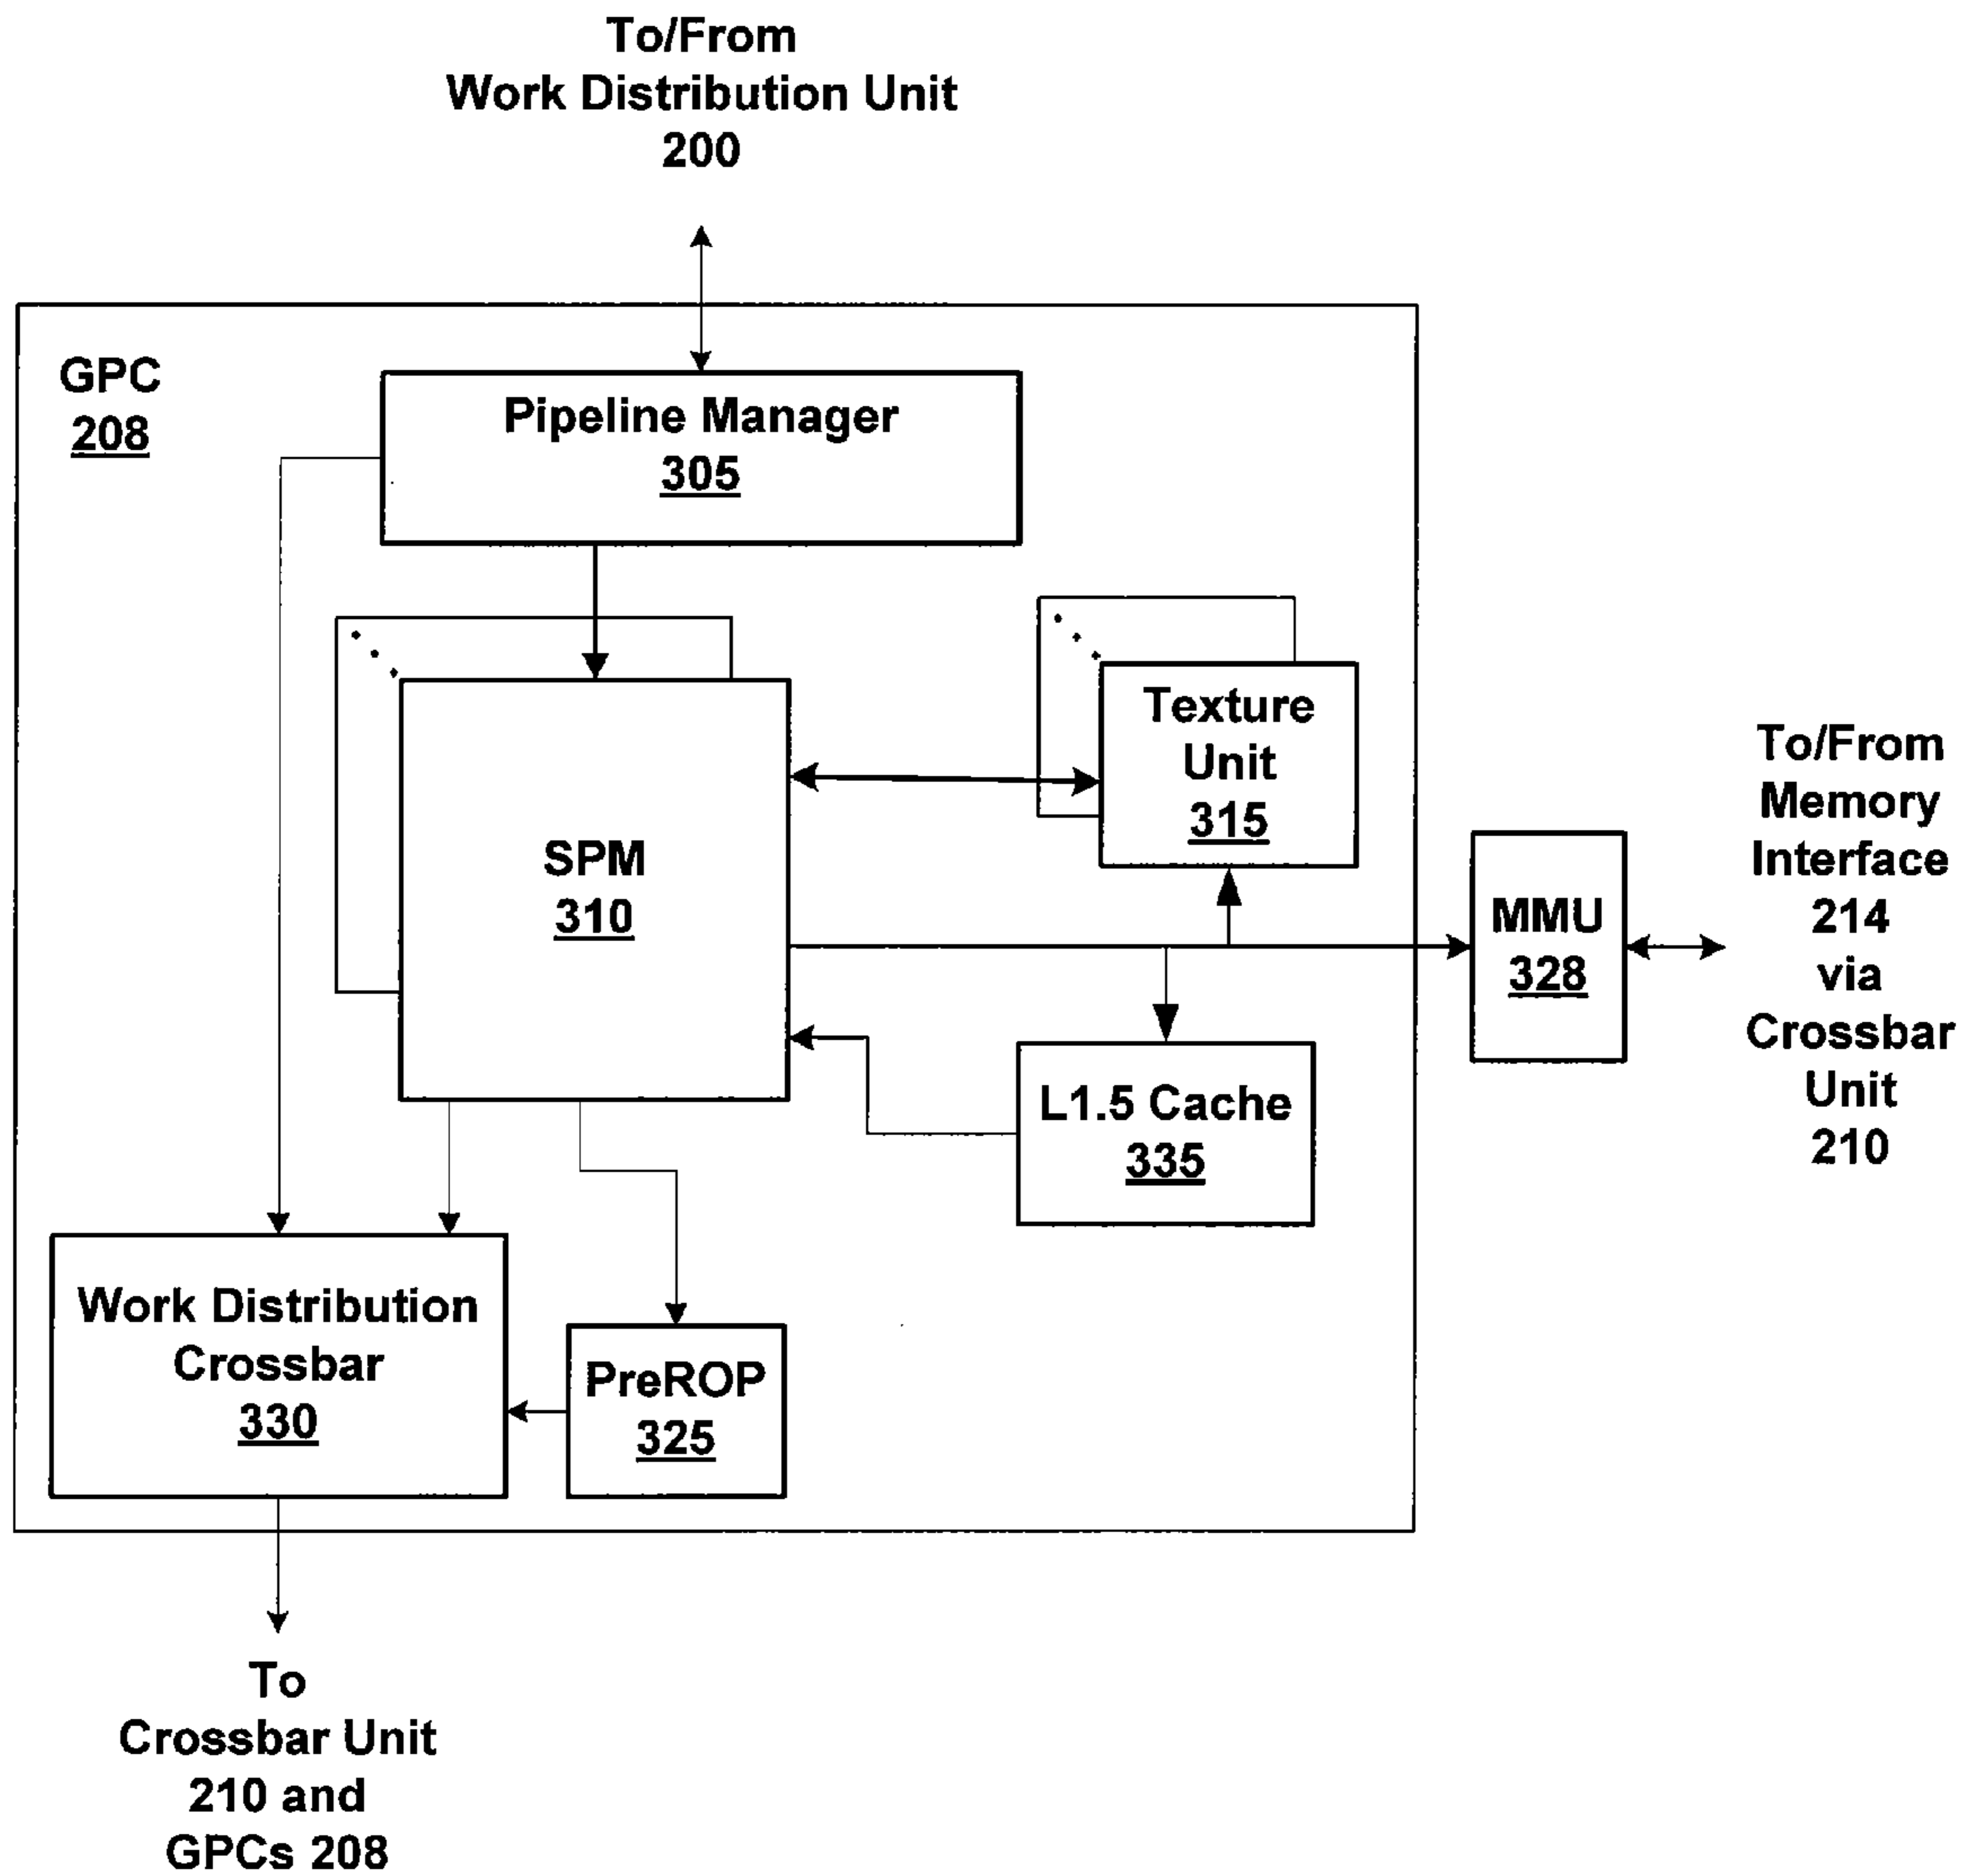 To/From
Work Distribution Unit
200
GPC
208
Pipeline Manager
305
Texture
Unit
315
SPM
310
To/From
Memory
Interface
214
via
Crossbar
Unit
210
MMU
328
L1.5 Cache
335
Work Distribution
Crossbar
330
PreROP
325
To
Crossbar Unit
210 and
GPCs 208